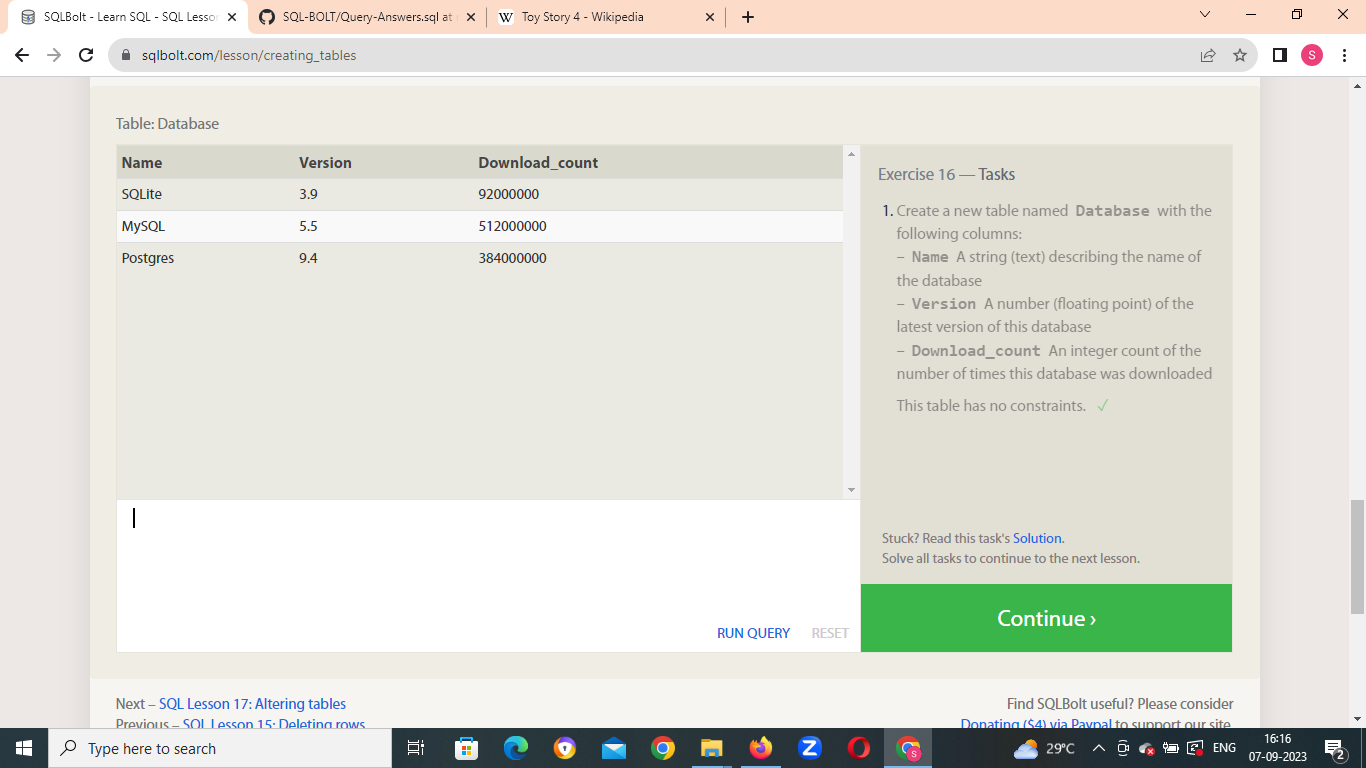 SQLBolt - Learn SQL - SQL Lesson
SQL-BOLT/Query-Answers.sql at
Toy Story 4 - Wikipedia
sqlbolt.com/lesson/creating_tables
S
Table: Database
Name Version Download_count
SQLite 3.9 92000000
MySQL 5.5 512000000
Postgres 9.4 384000000
Exercise 16 — Tasks
1. Create a new table named Database with the
following columns:
– Name A string (text) describing the name of
the database
– Version A number (floating point) of the
latest version of this database
– Download_count An integer count of the
number of times this database was downloaded
This table has no constraints. ✓
Stuck? Read this task's Solution.
Solve all tasks to continue to the next lesson.
RUN QUERY RESET
Continue ›
Next – SQL Lesson 17: Altering tables
Previous – SQL Lesson 15: Deleting rows
Find SQLBolt useful? Please consider
Donating ($4) via Paypal to support our site.
Type here to search
29°C
ENG
16:16
07-09-2023
2